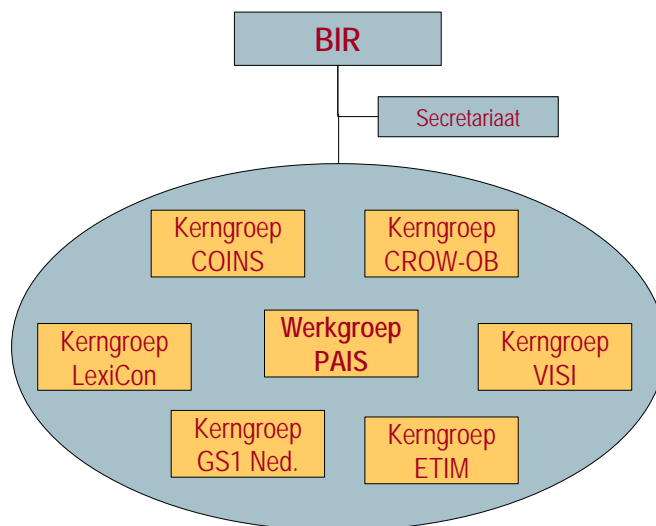 BIR
Secretariaat
Kerngroep
COINS
Kerngroep
CROW-OB
Kerngroep
LexiCon
Werkgroep
PAIS
Kerngroep
VISI
Kerngroep
GS1 Ned.
Kerngroep
ETIM